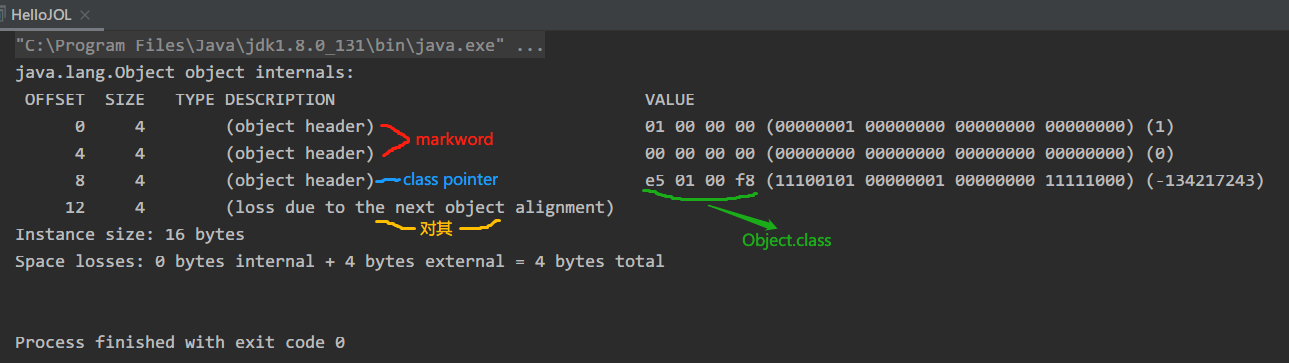 HelloJOL
"C:\Program Files\Java\jdk1.8.0_131\bin\java.exe" ...
java.lang.Object object internals:
OFFSET SIZE TYPE DESCRIPTION VALUE
0 4 (object header) 01 00 00 00 (00000001 00000000 00000000 00000000) (1)
markword
4 4 (object header) 00 00 00 00 (00000000 00000000 00000000 00000000) (0)
8 4 (object header) class pointer e5 01 00 f8 (11100101 00000001 00000000 11111000) (-134217243)
12 4 (loss due to the next object alignment)
对其
Object.class
Instance size: 16 bytes
Space losses: 0 bytes internal + 4 bytes external = 4 bytes total
Process finished with exit code 0